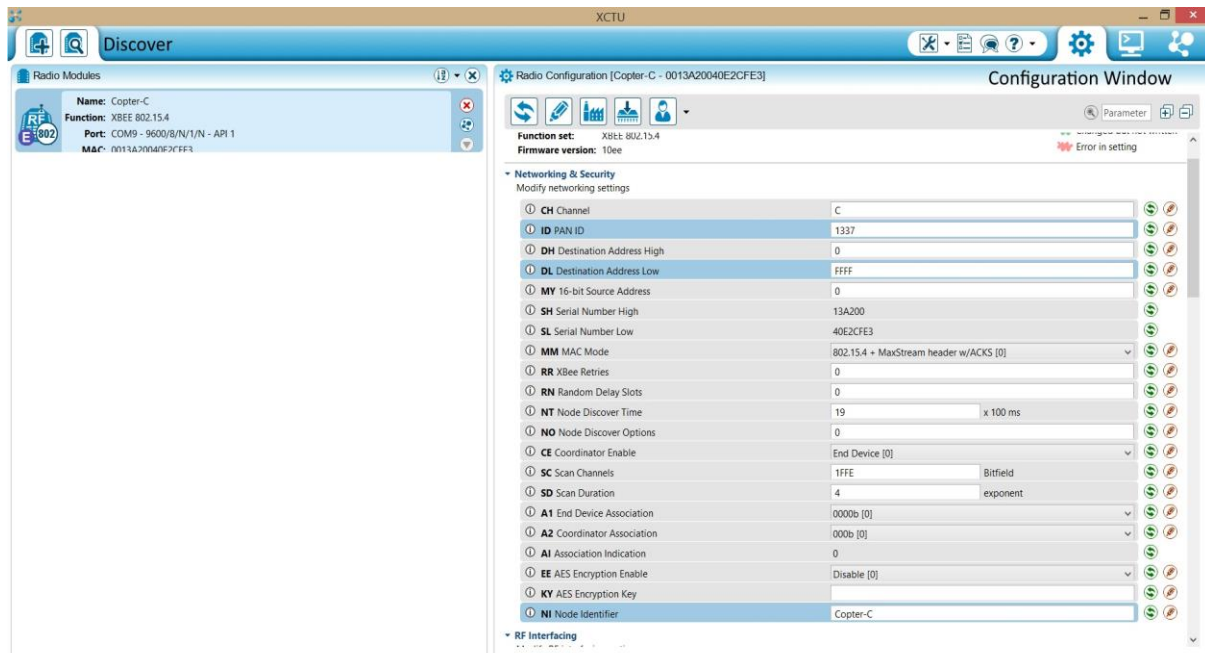 XCTU
Discover
Radio Modules
Name: Copter-C
Function: XBEE 802.15.4
Port: COM9 - 9600/8/N/1/N - API 1
MAC: 0013A20040E2CFE3
RF
E 802
Radio Configuration [Copter-C - 0013A20040E2CFE3]
Configuration Window
Parameter
Function set: XBEE 802.15.4
Changed but not written
Firmware version: 10ee
Error in setting
Networking & Security
Modify networking settings
CH Channel C
ID PAN ID 1337
DH Destination Address High 0
DL Destination Address Low FFFF
MY 16-bit Source Address 0
SH Serial Number High 13A200
SL Serial Number Low 40E2CFE3
MM MAC Mode 802.15.4 + MaxStream header w/ACKS [0]
RR XBee Retries 0
RN Random Delay Slots 0
NT Node Discover Time 19 x 100 ms
NO Node Discover Options 0
CE Coordinator Enable End Device [0]
SC Scan Channels 1FFE Bitfield
SD Scan Duration 4 exponent
A1 End Device Association 0000b [0]
A2 Coordinator Association 000b [0]
AI Association Indication 0
EE AES Encryption Enable Disable [0]
KY AES Encryption Key
NI Node Identifier Copter-C
RF Interfacing